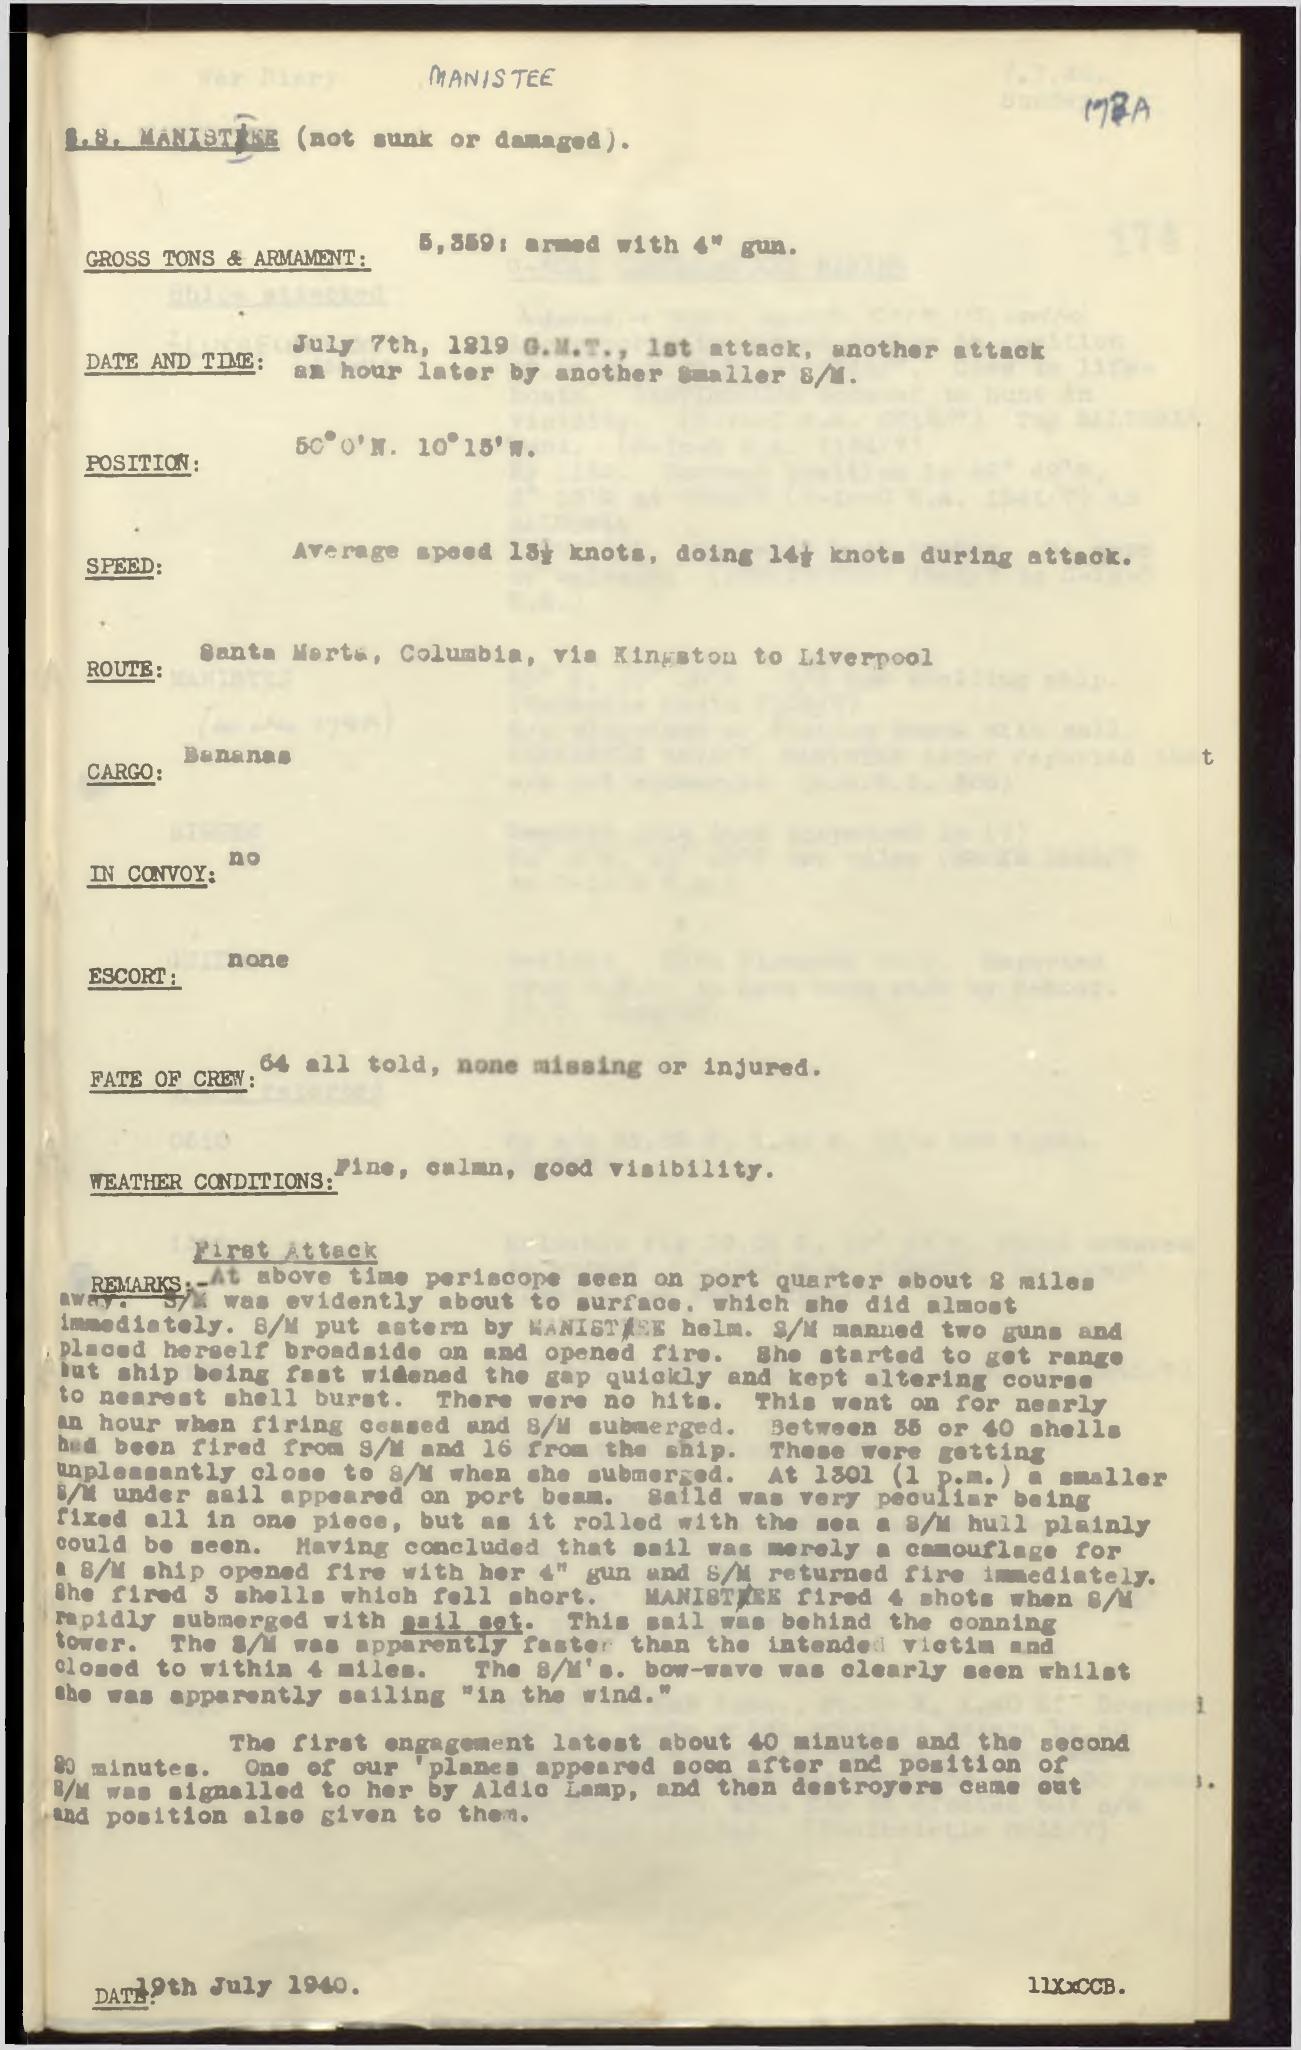 MANISTEE
178A
S.S. MANISTREE (not sunk or damaged).
GROSS TONS & ARMAMENT: 5,359: armed with 4" gun.
DATE AND TIME: July 7th, 1219 G.M.T., 1st attack, another attack
an hour later by another smaller S/M.
POSITION: 50°0'N. 10°15'W.
SPEED: Average speed 13½ knots, doing 14½ knots during attack.
ROUTE: Santa Marta, Columbia, via Kingston to Liverpool
CARGO: Bananas
IN CONVOY: no
ESCORT: none
FATE OF CREW: 64 all told, none missing or injured.
WEATHER CONDITIONS: Fine, calmn, good visibility.
First Attack
REMARKS:- At above time periscope seen on port quarter about 2 miles
away. S/M was evidently about to surface, which she did almost
immediately. S/M put astern by MANISTREE helm. S/M manned two guns and
placed herself broadside on and opened fire. She started to get range
but ship being fast widened the gap quickly and kept altering course
to nearest shell burst. There were no hits. This went on for nearly
an hour when firing ceased and S/M submerged. Between 35 or 40 shells
had been fired from S/M and 16 from the ship. These were getting
unpleasantly close to S/M when she submerged. At 1301 (1 p.m.) a smaller
S/M under sail appeared on port beam. Saild was very peculiar being
fixed all in one piece, but as it rolled with the sea a S/M hull plainly
could be seen. Having concluded that sail was merely a camouflage for
a S/M ship opened fire with her 4" gun and S/M returned fire immediately.
She fired 3 shells which fell short. MANISTREE fired 4 shots when S/M
rapidly submerged with sail set. This sail was behind the conning
tower. The S/M was apparently faster than the intended victim and
closed to within 4 miles. The S/M's. bow-wave was clearly seen whilst
she was apparently sailing "in the wind."
The first engagement latest about 40 minutes and the second
20 minutes. One of our 'planes appeared soon after and position of
S/M was signalled to her by Aldic Lamp, and then destroyers came out
and position also given to them.
DATE: 19th July 1940.
11XxCCB.